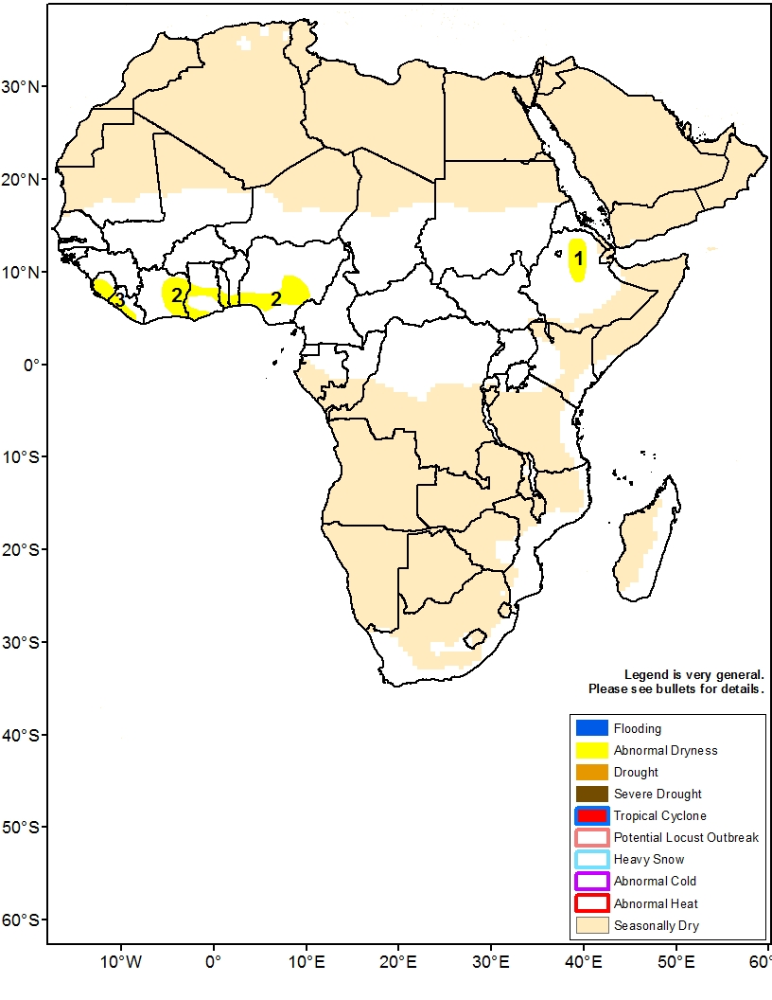 30°N
20°N
10°N
0°
10°S
20°S
30°S
40°S
50°S
60°S
1
2
2
3
Legend is very general.
Please see bullets for details.
Flooding
Abnormal Dryness
Drought
Severe Drought
Tropical Cyclone
Potential Locust Outbreak
Heavy Snow
Abnormal Cold
Abnormal Heat
Seasonally Dry
10°W 0° 10°E 20°E 30°E 40°E 50°E 60°